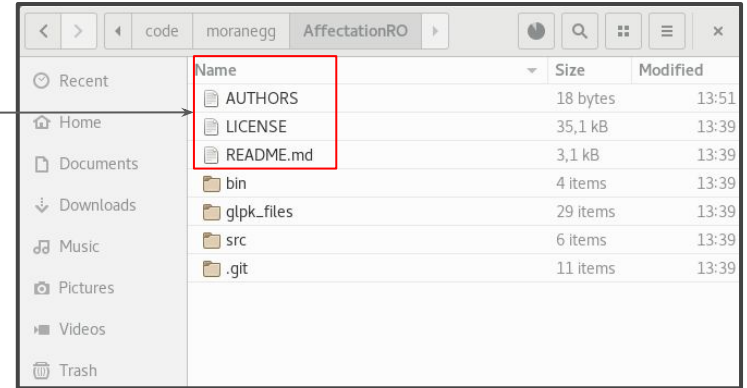 code moranegg AffectationRO
Recent
Home
Documents
Downloads
Music
Pictures
Videos
Trash
Name Size Modified
AUTHORS 18 bytes 13:51
LICENSE 35,1 kB 13:39
README.md 3,1 kB 13:39
bin 4 items 13:39
glpk_files 29 items 13:39
src 6 items 13:39
.git 11 items 13:39